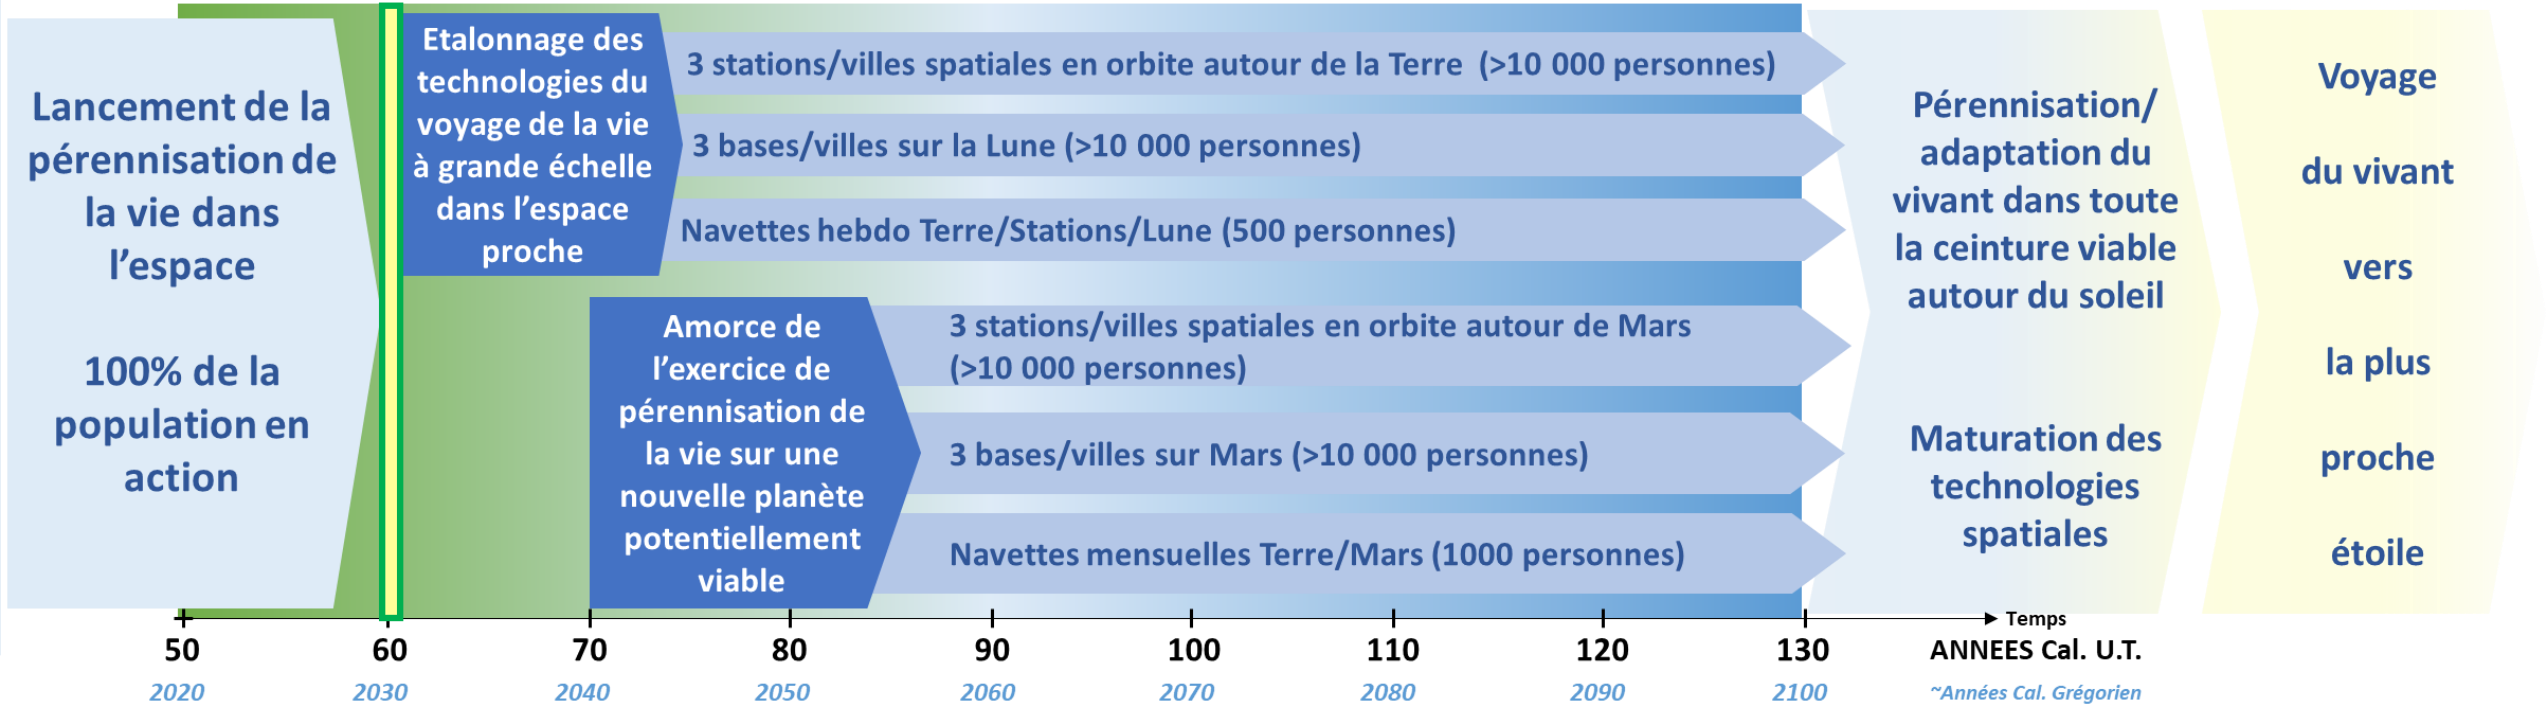 Lancement de la
pérennisation de
la vie dans
l'espace
100% de la
population en
action
Etalonnage des
technologies du
voyage de la vie
à grande échelle
dans l'espace
proche
3 stations/villes spatiales en orbite autour de la Terre (>10 000 personnes)
3 bases/villes sur la Lune (>10 000 personnes)
Navettes hebdo Terre/Stations/Lune (500 personnes)
Amorce de
l'exercice de
pérennisation de
la vie sur une
nouvelle planète
potentiellement
viable
3 stations/villes spatiales en orbite autour de Mars
(>10 000 personnes)
3 bases/villes sur Mars (>10 000 personnes)
Navettes mensuelles Terre/Mars (1000 personnes)
Pérennisation/
adaptation du
vivant dans toute
la ceinture viable
autour du soleil
Maturation des
technologies
spatiales
Voyage
du vivant
vers
la plus
proche
étoile
Temps
50 60 70 80 90 100 110 120 130 ANNEES Cal. U.T.
2020 2030 2040 2050 2060 2070 2080 2090 2100 ~Années Cal. Grégorien